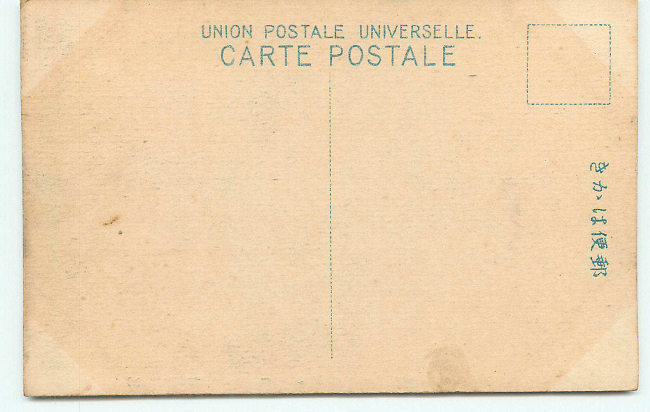 UNION POSTALE UNIVERSELLE.
CARTE POSTALE
郵便はがき